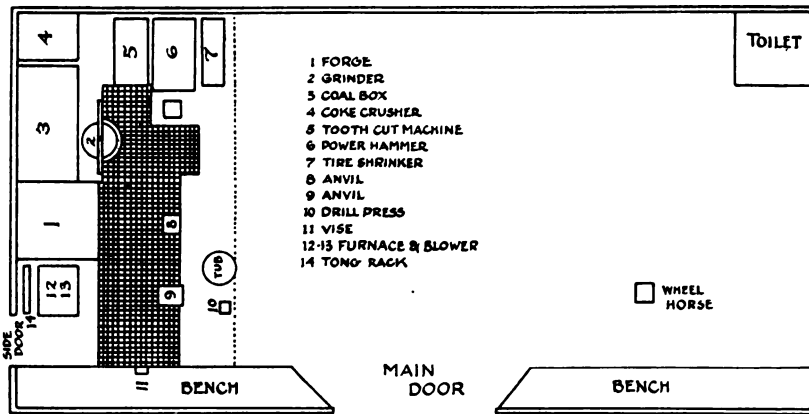 4
5
6
7
TOILET
1 FORGE
2 GRINDER
3 COAL BOX
4 COKE CRUSHER
5 TOOTH CUT MACHINE
6 POWER HAMMER
7 TIRE SHRINKER
8 ANVIL
9 ANVIL
10 DRILL PRESS
11 VISE
12-13 FURNACE & BLOWER
14 TONG RACK
3
2
1
8
TUB
12
13
9
10
14
SIDE
DOOR
WHEEL
HORSE
11
BENCH
MAIN
DOOR
BENCH